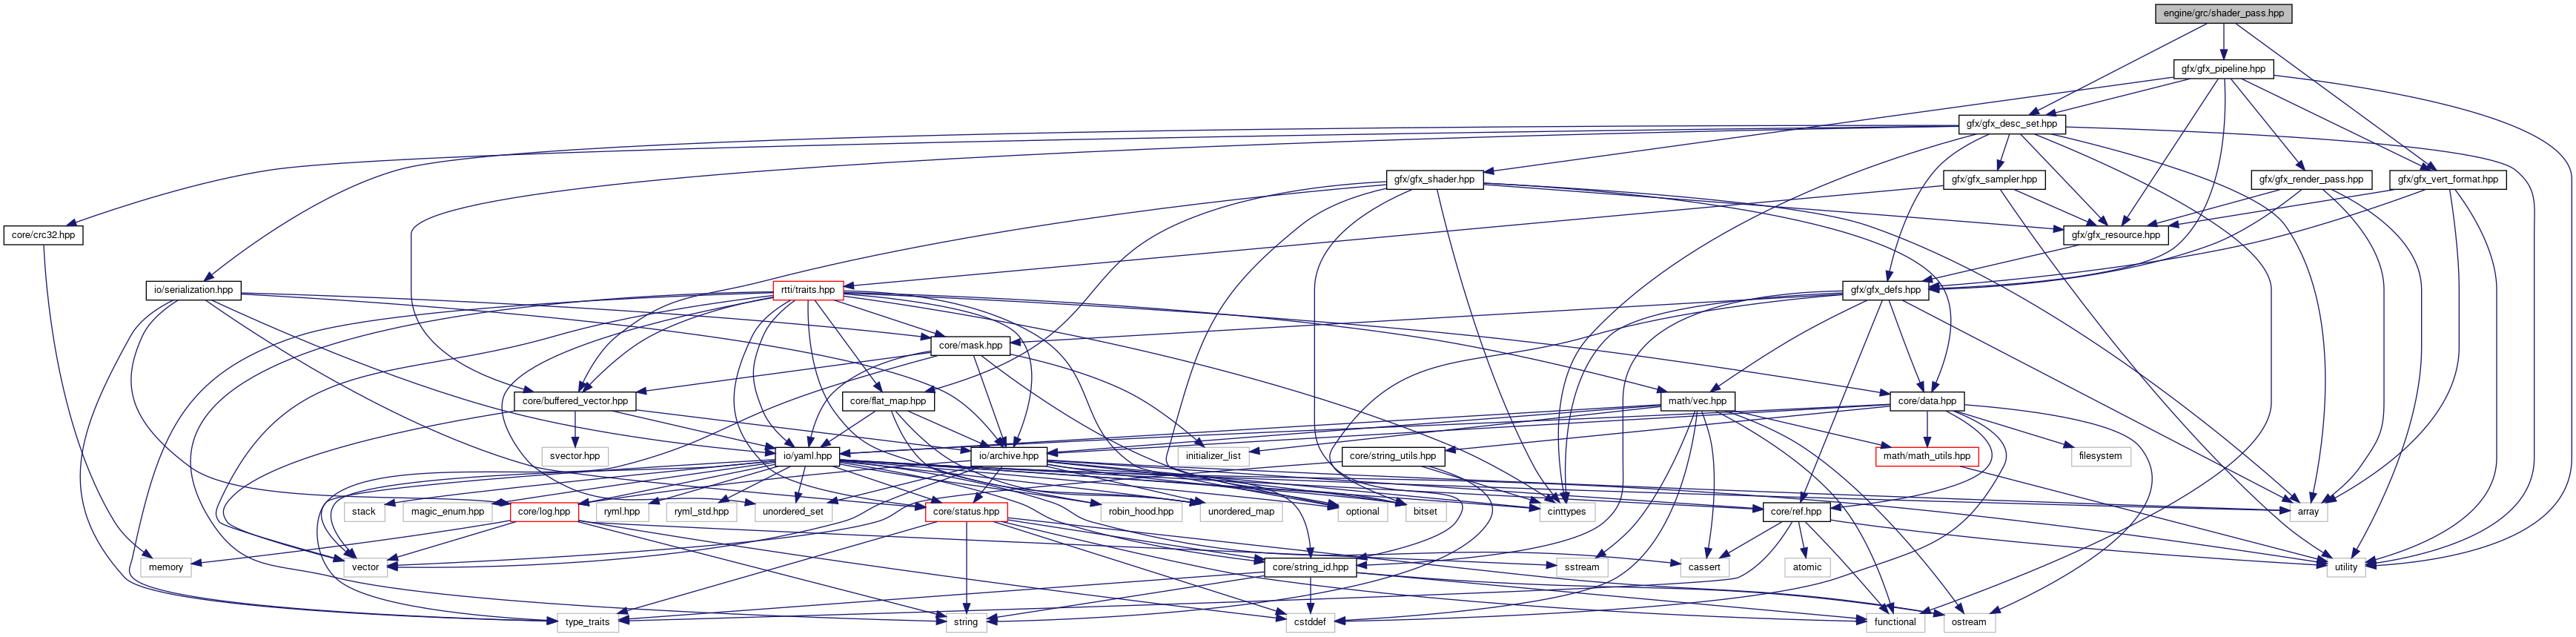 engine/grc/shader_pass.hpp
gfx/gfx_pipeline.hpp
gfx/gfx_desc_set.hpp
gfx/gfx_shader.hpp
gfx/gfx_sampler.hpp
gfx/gfx_render_pass.hpp
gfx/gfx_vert_format.hpp
core/crc32.hpp
gfx/gfx_resource.hpp
io/serialization.hpp
rtti/traits.hpp
gfx/gfx_defs.hpp
core/mask.hpp
core/buffered_vector.hpp
core/flat_map.hpp
math/vec.hpp
core/data.hpp
svector.hpp
io/yaml.hpp
io/archive.hpp
initializer_list
core/string_utils.hpp
math/math_utils.hpp
filesystem
stack
magic_enum.hpp
core/log.hpp
ryml.hpp
ryml_std.hpp
unordered_set
core/status.hpp
robin_hood.hpp
unordered_map
optional
bitset
cinttypes
core/ref.hpp
array
memory
vector
core/string_id.hpp
sstream
cassert
atomic
utility
type_traits
string
cstddef
functional
ostream